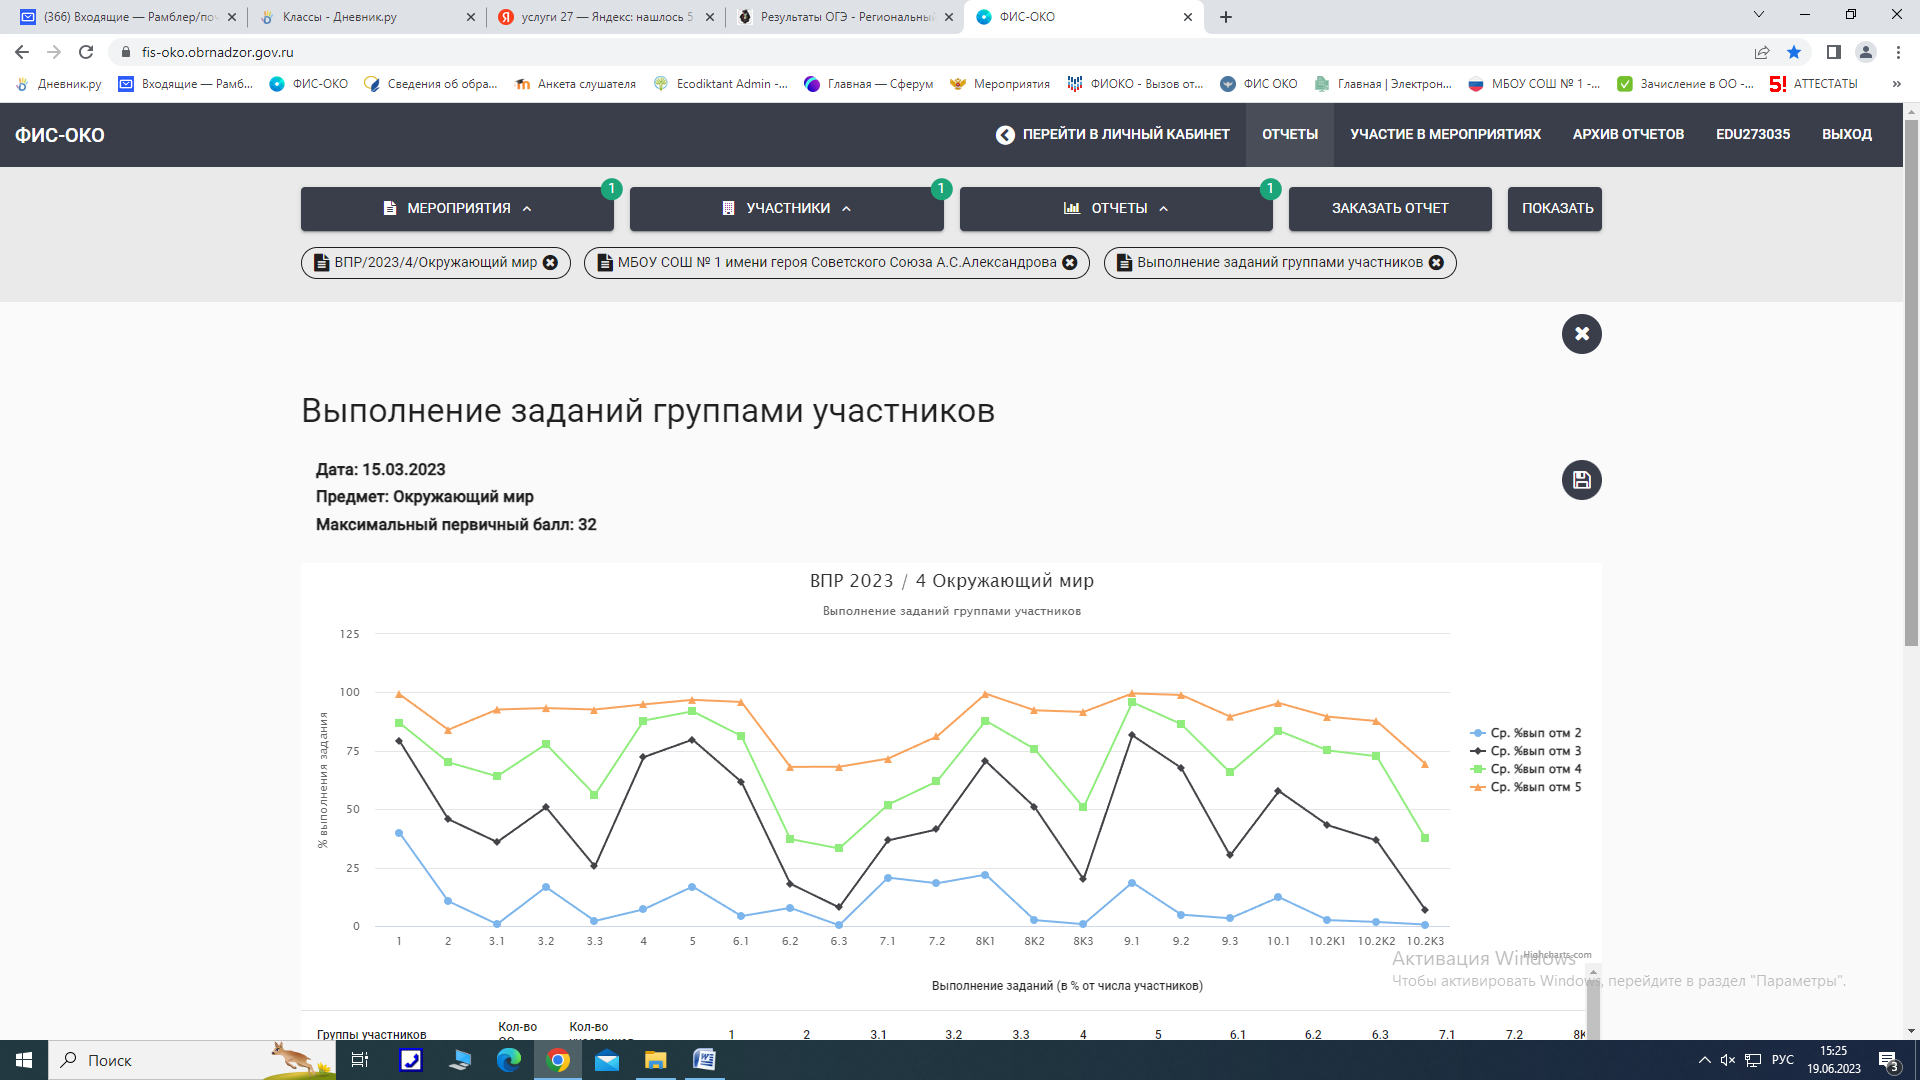 (366) Входящие — Рамблер/поч
Классы - Дневник.ру
услуги 27 — Яндекс: нашлось 5
Результаты ОГЭ - Региональный
ФИС-ОКО
fis-oko.obrnadzor.gov.ru
Дневник.ру
Входящие — Рамб...
ФИС-ОКО
Сведения об обра...
Анкета слушателя
Ecodiktant Admin -...
Главная — Сферум
Мероприятия
ФИОКО - Вызов от...
ФИС ОКО
Главная | Электрон...
МБОУ СОШ № 1 -...
Зачисление в ОО -...
5! АТТЕСТАТЫ
»
ФИС-ОКО
ПЕРЕЙТИ В ЛИЧНЫЙ КАБИНЕТ
ОТЧЕТЫ
УЧАСТИЕ В МЕРОПРИЯТИЯХ
АРХИВ ОТЧЕТОВ
EDU273035
ВЫХОД
МЕРОПРИЯТИЯ 1
УЧАСТНИКИ 1
ОТЧЕТЫ 1
ЗАКАЗАТЬ ОТЧЕТ
ПОКАЗАТЬ
ВПР/2023/4/Окружающий мир
МБОУ СОШ № 1 имени героя Советского Союза А.С.Александрова
Выполнение заданий группами участников
Выполнение заданий группами участников
Дата: 15.03.2023
Предмет: Окружающий мир
Максимальный первичный балл: 32
ВПР 2023 / 4 Окружающий мир
Выполнение заданий группами участников
% выполнения задания
125
100
75
50
25
0
1 2 3.1 3.2 3.3 4 5 6.1 6.2 6.3 7.1 7.2 8K1 8K2 8K3 9.1 9.2 9.3 10.1 10.2K1 10.2K2 10.2K3
Ср. %вып отм 2
Ср. %вып отм 3
Ср. %вып отм 4
Ср. %вып отм 5
Highcharts.com
Активация Windows
Чтобы активировать Windows, перейдите в раздел "Параметры".
Выполнение заданий (в % от числа участников)
Группы участников
Кол-во
Кол-во
1 2 3.1 3.2 3.3 4 5 6.1 6.2 6.3 7.1 7.2
Поиск
РУС
15:25
19.06.2023
3